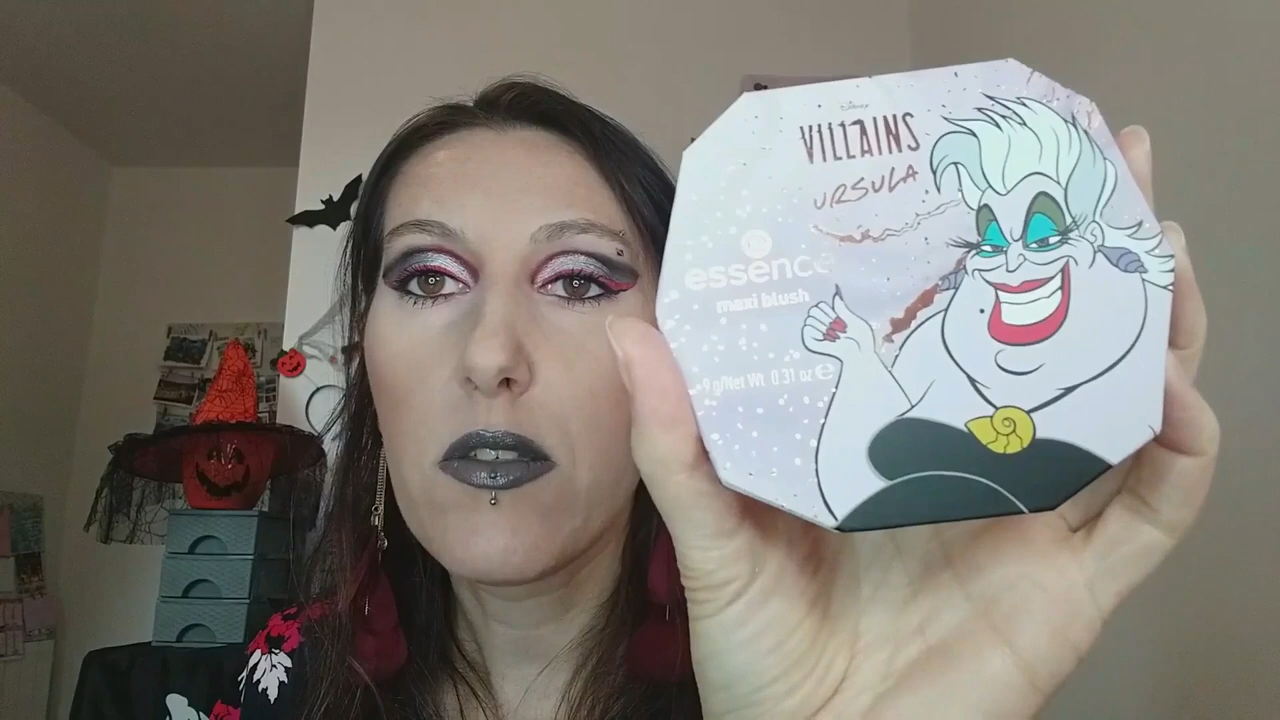 Disney
VILLAINS
URSULA
essence
maxi blush
9 g/Net Wt. 0.31 oz e